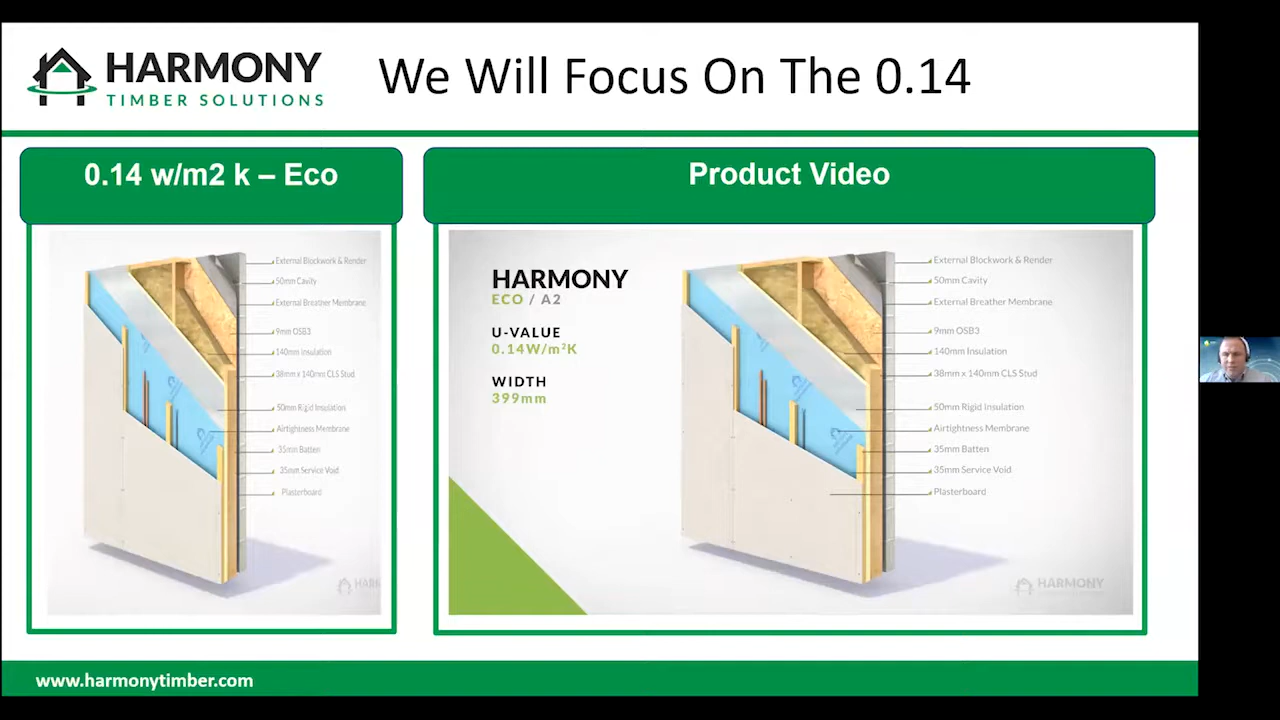 HARMONY
TIMBER SOLUTIONS
We Will Focus On The 0.14
0.14 w/m2 k – Eco
External Blockwork & Render
50mm Cavity
External Breather Membrane
9mm OSB3
140mm Insulation
38mm x 140mm CLS Stud
50mm Rigid Insulation
Airtightness Membrane
35mm Batten
35mm Service Void
Plasterboard
HARM
Product Video
HARMONY
ECO / A2
U-VALUE
0.14W/m²K
WIDTH
399mm
External Blockwork & Render
50mm Cavity
External Breather Membrane
9mm OSB3
140mm Insulation
38mm x 140mm CLS Stud
50mm Rigid Insulation
Airtightness Membrane
35mm Batten
35mm Service Void
Plasterboard
HARMONY
www.harmonytimber.com